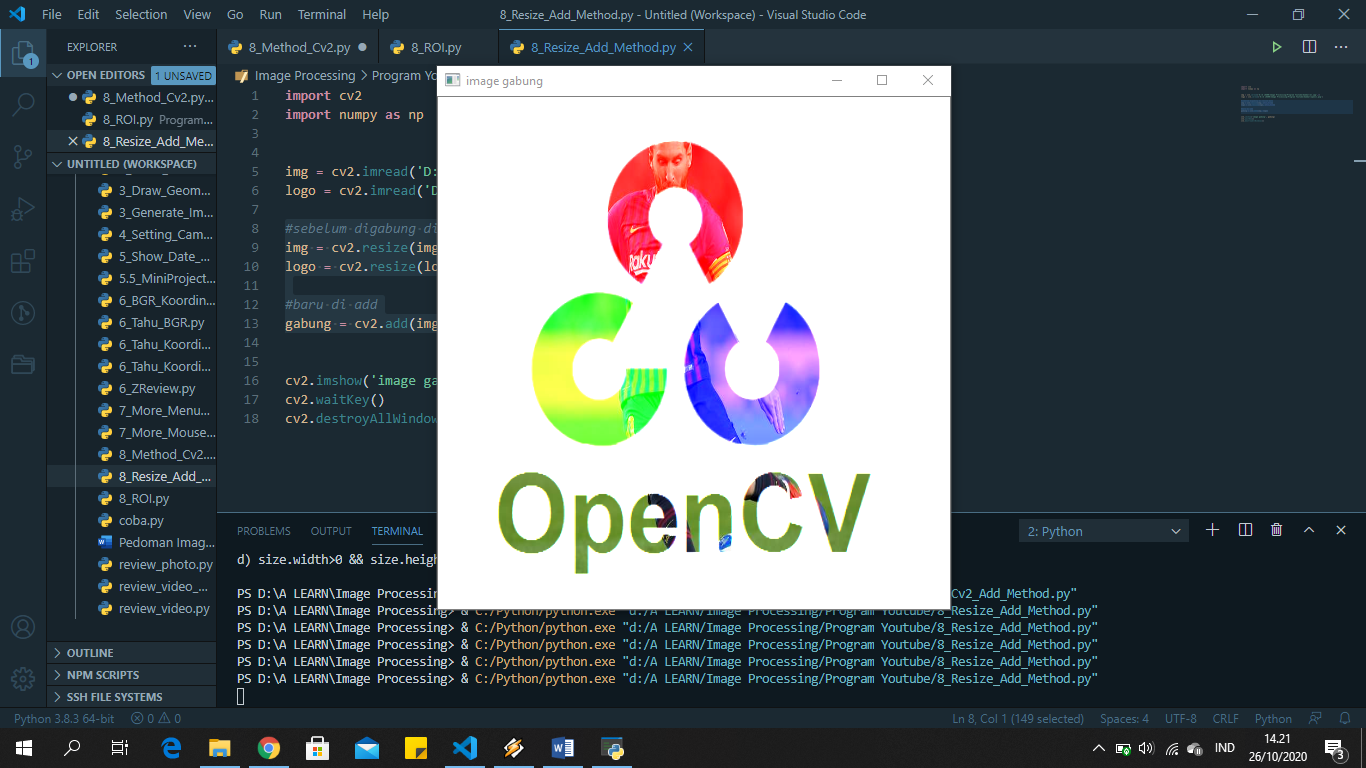 File Edit Selection View Go Run Terminal Help 8_Resize_Add_Method.py - Untitled (Workspace) - Visual Studio Code
EXPLORER ··· 8_Method_Cv2.py 8_ROI.py 8_Resize_Add_Method.py
1
OPEN EDITORS 1 UNSAVED
8_Method_Cv2.py...
8_ROI.py Program...
8_Resize_Add_Me...
UNTITLED (WORKSPACE)
3_Draw_Geom...
3_Generate_Im...
4_Setting_Cam...
5_Show_Date_...
5.5_MiniProject...
6_BGR_Koordin...
6_Tahu_BGR.py
6_Tahu_Koordi...
6_Tahu_Koordi...
6_ZReview.py
7_More_Menu...
7_More_Mouse...
8_Method_Cv2....
8_Resize_Add_...
8_ROI.py
coba.py
Pedoman Imag...
review_photo.py
review_video_...
review_video.py
OUTLINE
NPM SCRIPTS
SSH FILE SYSTEMS
Image Processing > Program Yo
1 import cv2
2 import numpy as np
3
4
5 img = cv2.imread('D:
6 logo = cv2.imread('D
7
8 #sebelum digabung di
9 img = cv2.resize(img
10 logo = cv2.resize(lo
11
12 #baru di add
13 gabung = cv2.add(img
14
15
16 cv2.imshow('image ga
17 cv2.waitKey()
18 cv2.destroyAllWindow
image gabung
Raku
OpenCV
PROBLEMS OUTPUT TERMINAL 2: Python
d) size.width>0 && size.heigh
PS D:\A LEARN\Image Processing Cv2_Add_Method.py"
PS D:\A LEARN\Image Processing> & C:/Python/python.exe "d:/A LEARN/Image Processing/Program Youtube/8_Resize_Add_Method.py"
PS D:\A LEARN\Image Processing> & C:/Python/python.exe "d:/A LEARN/Image Processing/Program Youtube/8_Resize_Add_Method.py"
PS D:\A LEARN\Image Processing> & C:/Python/python.exe "d:/A LEARN/Image Processing/Program Youtube/8_Resize_Add_Method.py"
PS D:\A LEARN\Image Processing> & C:/Python/python.exe "d:/A LEARN/Image Processing/Program Youtube/8_Resize_Add_Method.py"
PS D:\A LEARN\Image Processing> & C:/Python/python.exe "d:/A LEARN/Image Processing/Program Youtube/8_Resize_Add_Method.py"
Python 3.8.3 64-bit 0 0 Ln 8, Col 1 (149 selected) Spaces: 4 UTF-8 CRLF Python
IND 14.21
26/10/2020 3